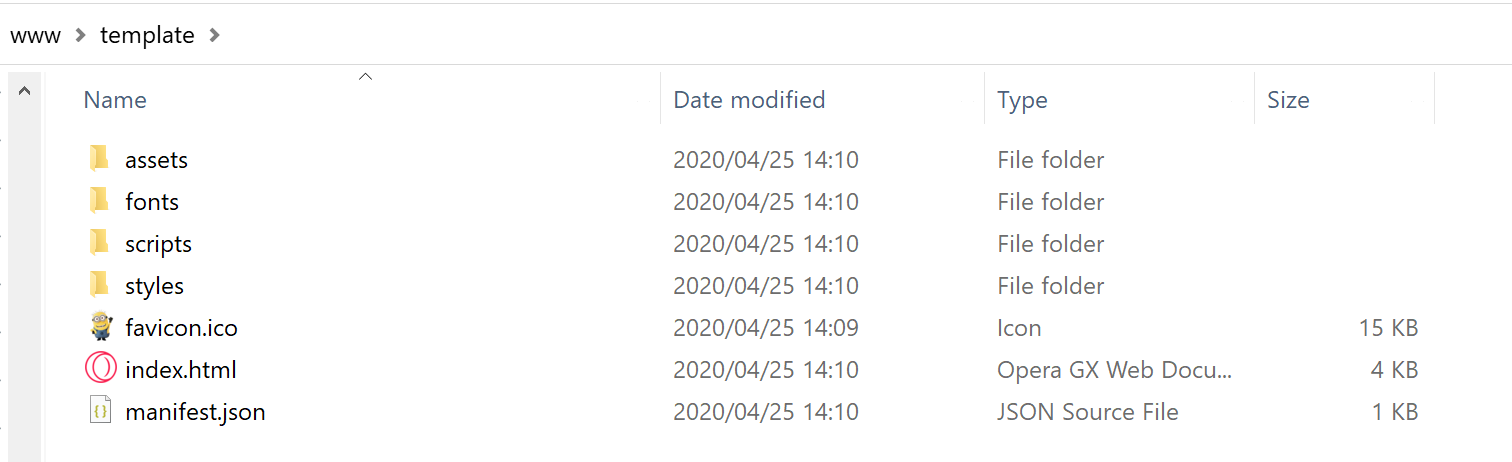 www > template >
Name Date modified Type Size
assets 2020/04/25 14:10 File folder
fonts 2020/04/25 14:10 File folder
scripts 2020/04/25 14:10 File folder
styles 2020/04/25 14:10 File folder
favicon.ico 2020/04/25 14:09 Icon 15 KB
index.html 2020/04/25 14:10 Opera GX Web Docu... 4 KB
manifest.json 2020/04/25 14:10 JSON Source File 1 KB